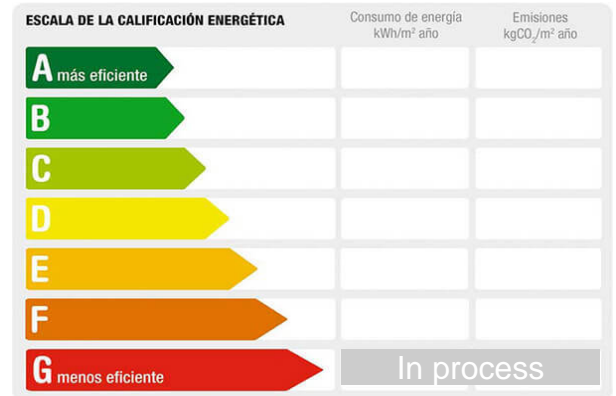 ESCALA DE LA CALIFICACIÓN ENERGÉTICA
Consumo de energía
kWh/m² año
Emisiones
kgCO₂/m² año
A más eficiente
B
C
D
E
F
G menos eficiente
In process